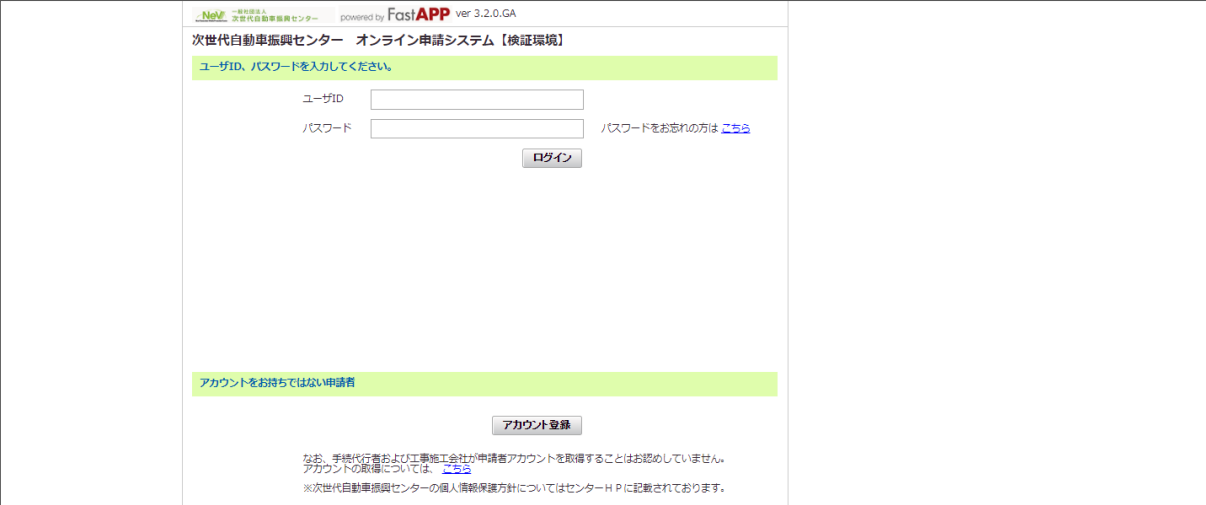 NeV 一般社団法人 次世代自動車振興センター powered by FastAPP ver 3.2.0.GA
次世代自動車振興センター　オンライン申請システム【検証環境】
ユーザID、パスワードを入力してください。
ユーザID
パスワード パスワードをお忘れの方は こちら
ログイン
アカウントをお持ちではない申請者
アカウント登録
なお、手続代行者および工事施工会社が申請者アカウントを取得することはお認めしていません。
アカウントの取得については、 こちら
※次世代自動車振興センターの個人情報保護方針についてはセンターＨＰに記載されております。